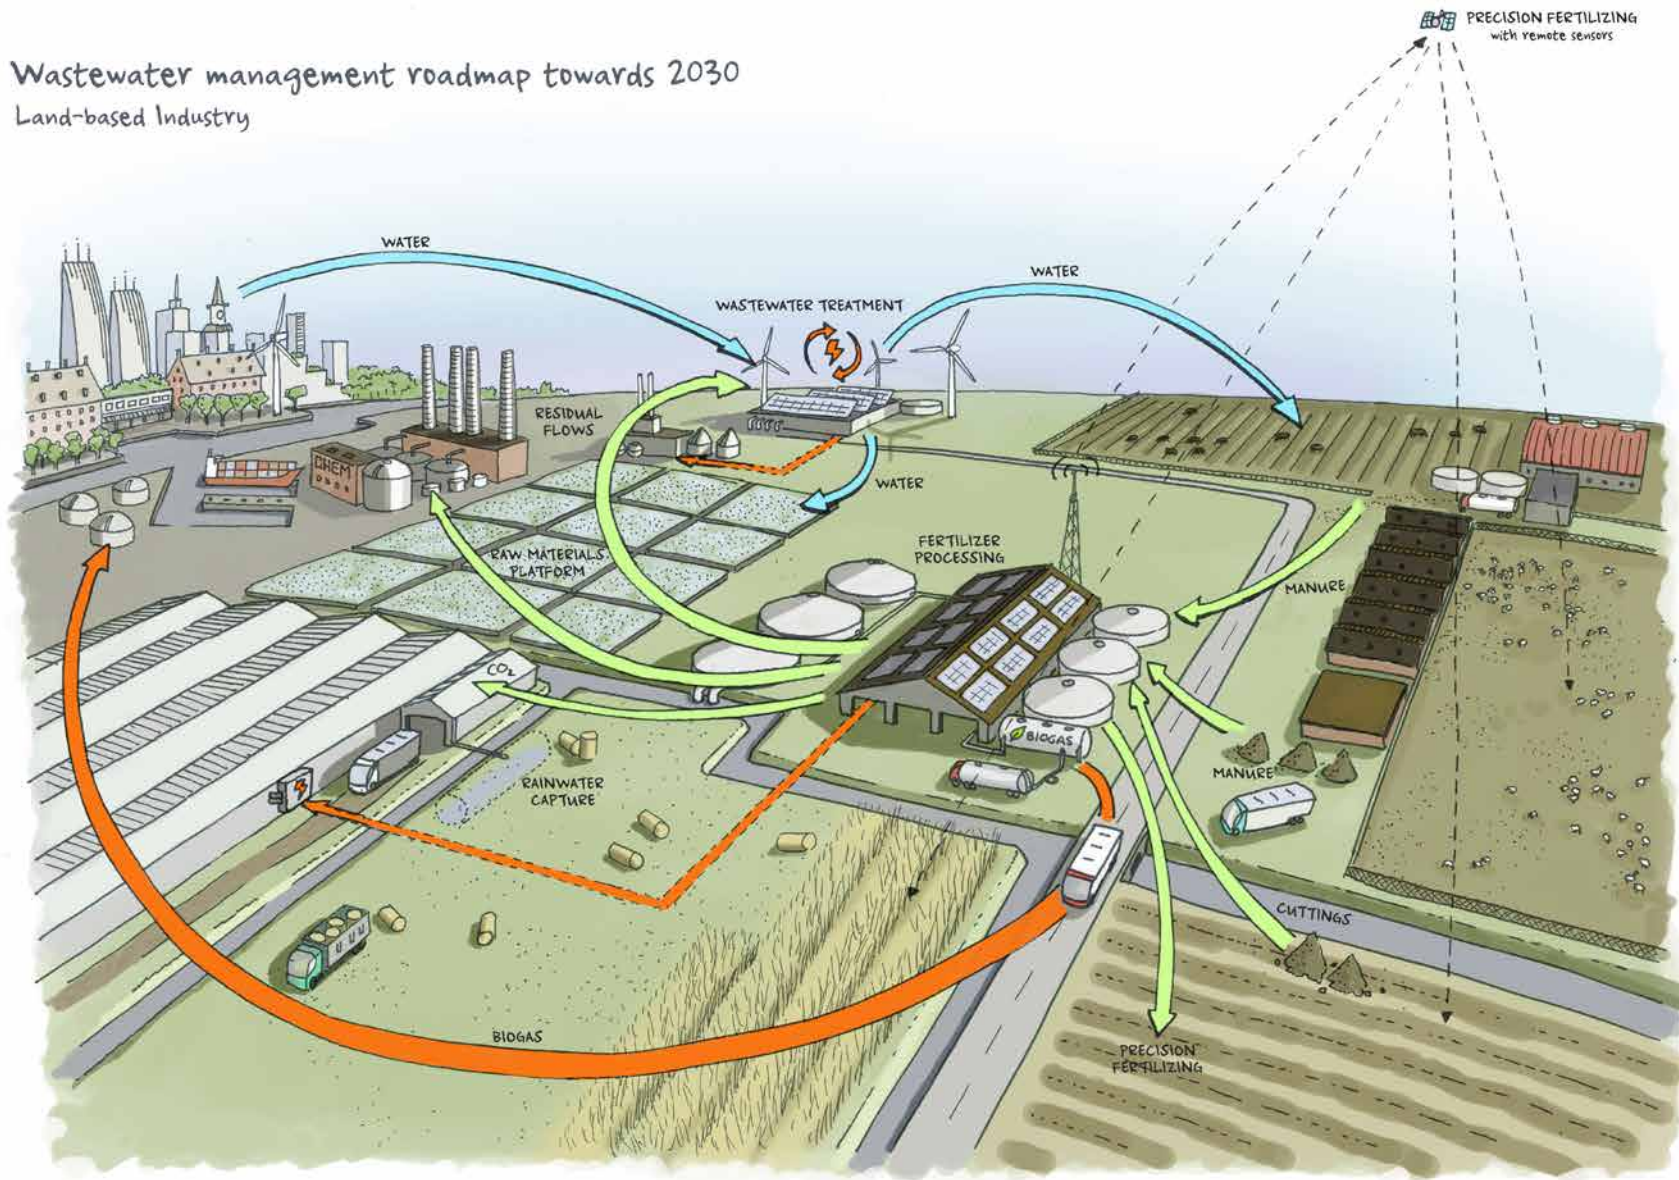 PRECISION FERTILIZING
with remote sensors
Wastewater management roadmap towards 2030
Land-based Industry
WATER
WATER
WASTEWATER TREATMENT
RESIDUAL
FLOWS
CHEM
WATER
RAW MATERIALS
PLATFORM
FERTILIZER
PROCESSING
MANURE
CO₂
BIOGAS
RAINWATER
CAPTURE
MANURE
CUTTINGS
BIOGAS
PRECISION
FERTILIZING